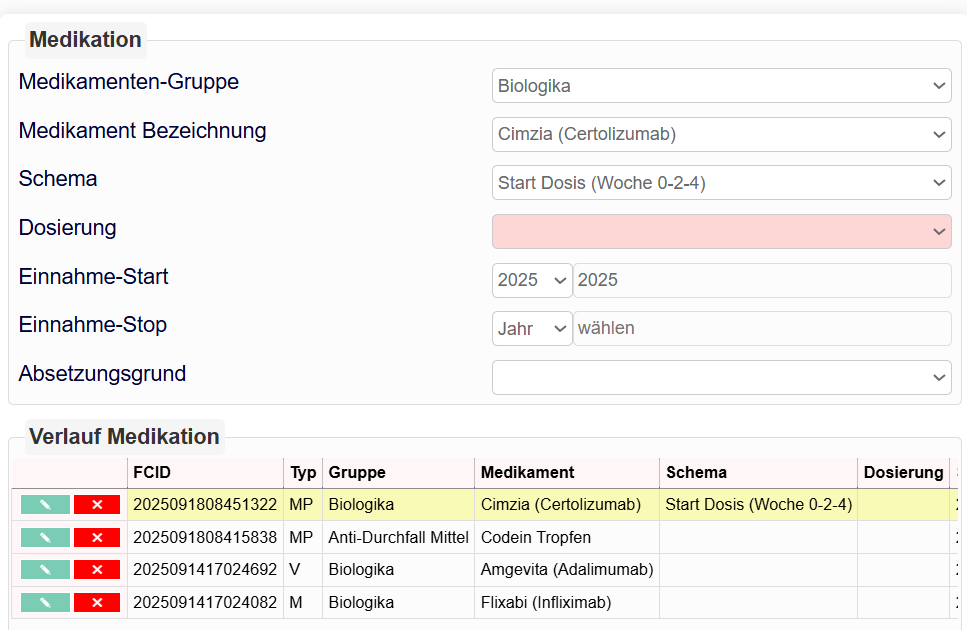 Medikation
Medikamenten-Gruppe Biologika
Medikament Bezeichnung Cimzia (Certolizumab)
Schema Start Dosis (Woche 0-2-4)
Dosierung
Einnahme-Start 2025 2025
Einnahme-Stop Jahr wählen
Absetzungsgrund
Verlauf Medikation
FCID Typ Gruppe Medikament Schema Dosierung
2025091808451322 MP Biologika Cimzia (Certolizumab) Start Dosis (Woche 0-2-4)
2025091808415838 MP Anti-Durchfall Mittel Codein Tropfen
2025091417024692 V Biologika Amgevita (Adalimumab)
2025091417024082 M Biologika Flixabi (Infliximab)